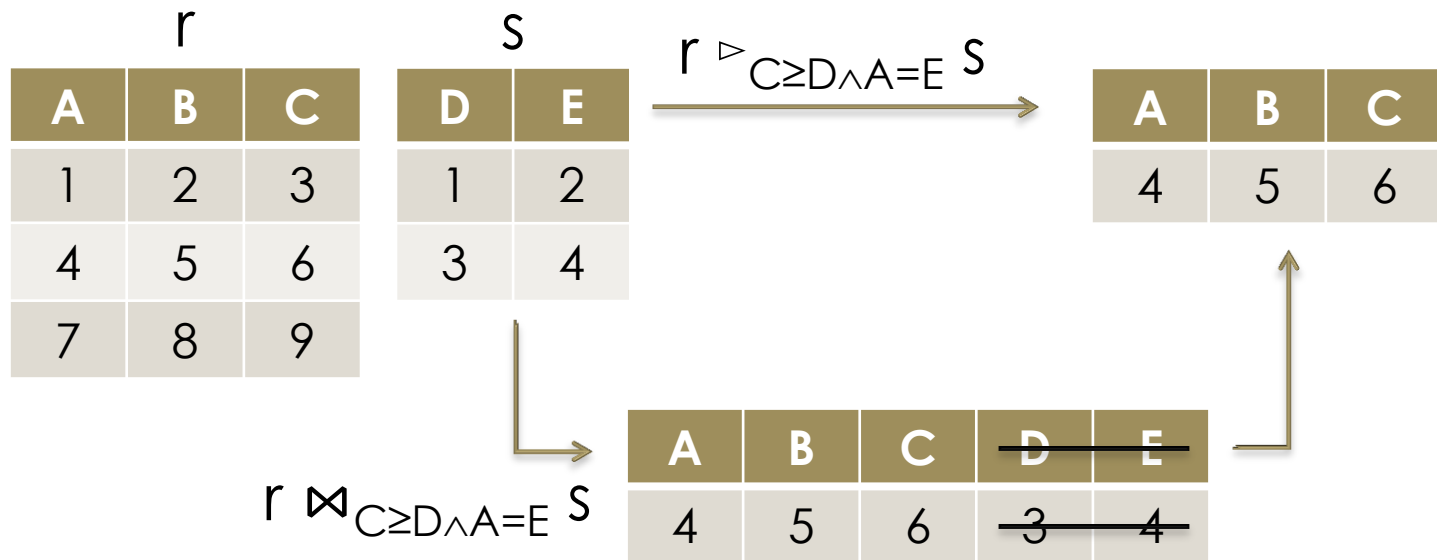 r
A B C
1 2 3
4 5 6
7 8 9
s
D E
1 2
3 4
r ▷ C≥D∧A=E s
A B C
4 5 6
r ⋈ C≥D∧A=E s
A B C D E
4 5 6 3 4